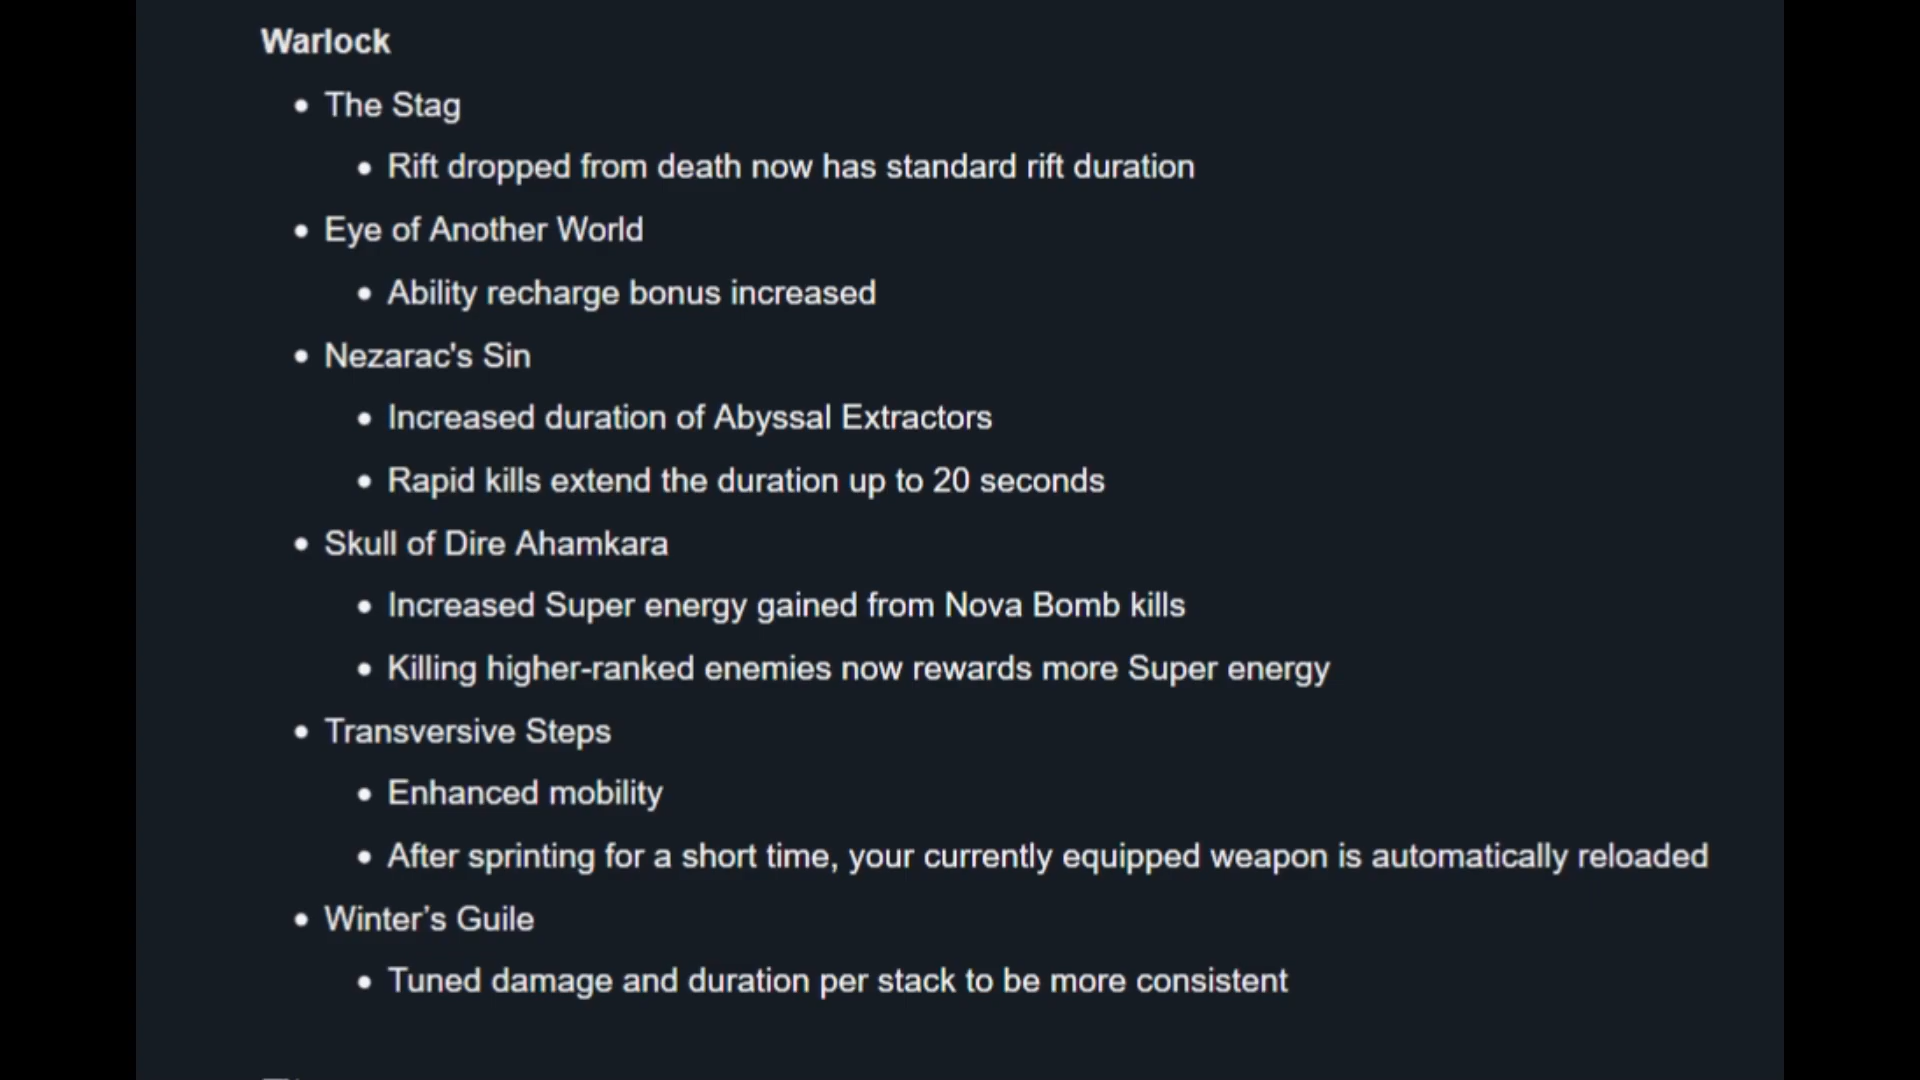 Warlock
The Stag
Rift dropped from death now has standard rift duration
Eye of Another World
Ability recharge bonus increased
Nezarac's Sin
Increased duration of Abyssal Extractors
Rapid kills extend the duration up to 20 seconds
Skull of Dire Ahamkara
Increased Super energy gained from Nova Bomb kills
Killing higher-ranked enemies now rewards more Super energy
Transversive Steps
Enhanced mobility
After sprinting for a short time, your currently equipped weapon is automatically reloaded
Winter’s Guile
Tuned damage and duration per stack to be more consistent